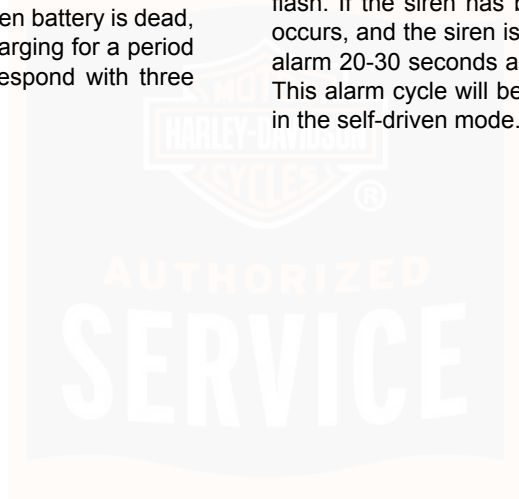 en battery is dead,
arging for a period
espond with three
flash. If the siren has b
occurs, and the siren is
alarm 20-30 seconds a
This alarm cycle will be
in the self-driven mode.
MOTOR
HARLEY-DAVIDSON
CYCLES
®
AUTHORIZED
SERVICE